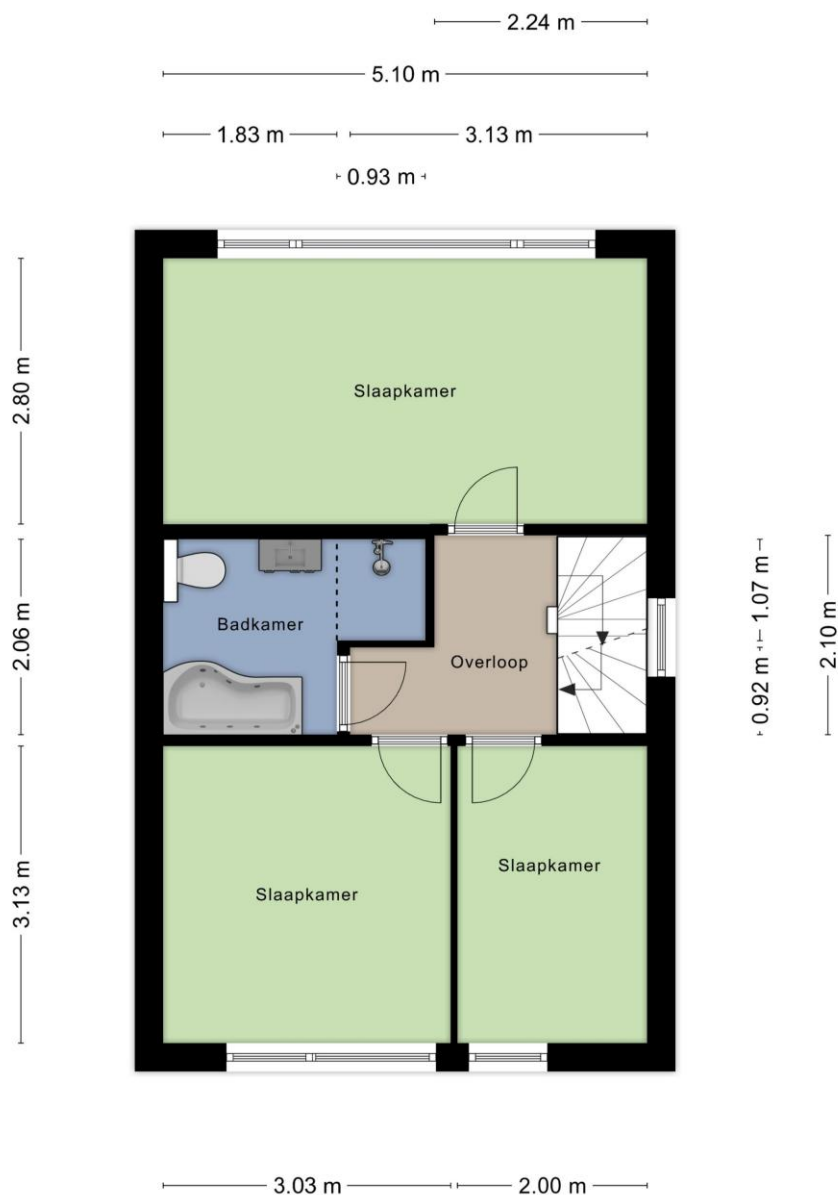 2.24 m
5.10 m
1.83 m
3.13 m
0.93 m
2.80 m
Slaapkamer
2.06 m
Badkamer
Overloop
0.92 m
1.07 m
2.10 m
3.13 m
Slaapkamer
Slaapkamer
3.03 m
2.00 m